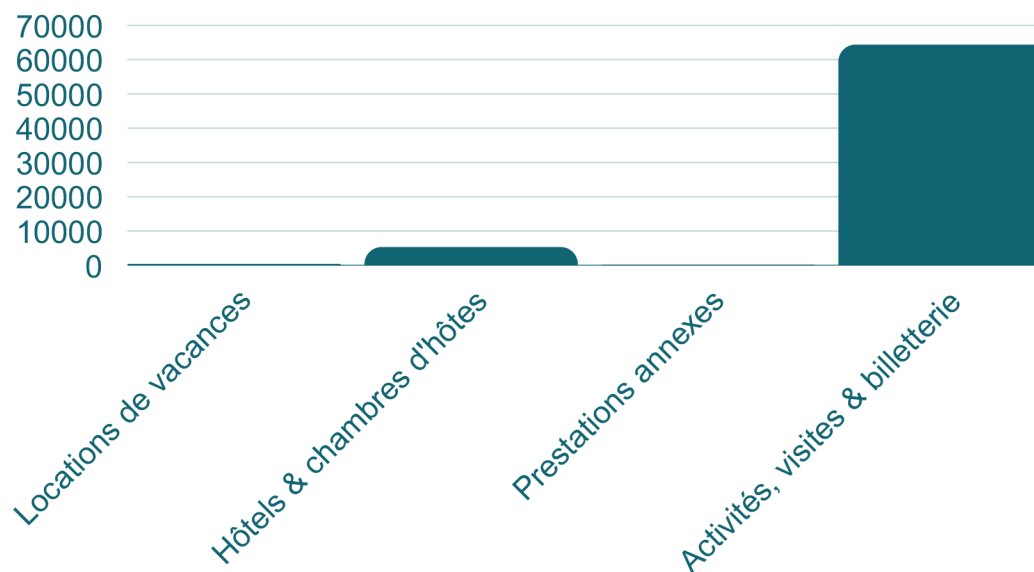 70000
60000
50000
40000
30000
20000
10000
0
Locations de vacances
Hôtels & chambres d'hôtes
Prestations annexes
Activités, visites & billetterie